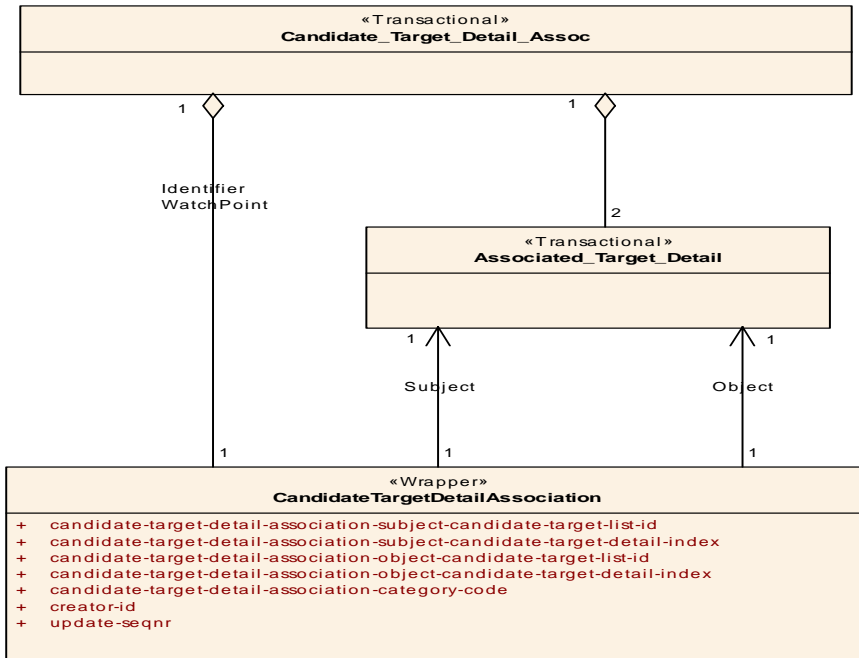 «Transactional»
Candidate_Target_Detail_Assoc
1
1
Identifier
WatchPoint
2
«Transactional»
Associated_Target_Detail
1
1
Subject
Object
1
1
1
«Wrapper»
CandidateTargetDetailAssociation
+ candidate-target-detail-association-subject-candidate-target-list-id
+ candidate-target-detail-association-subject-candidate-target-detail-index
+ candidate-target-detail-association-object-candidate-target-list-id
+ candidate-target-detail-association-object-candidate-target-detail-index
+ candidate-target-detail-association-category-code
+ creator-id
+ update-seqnr